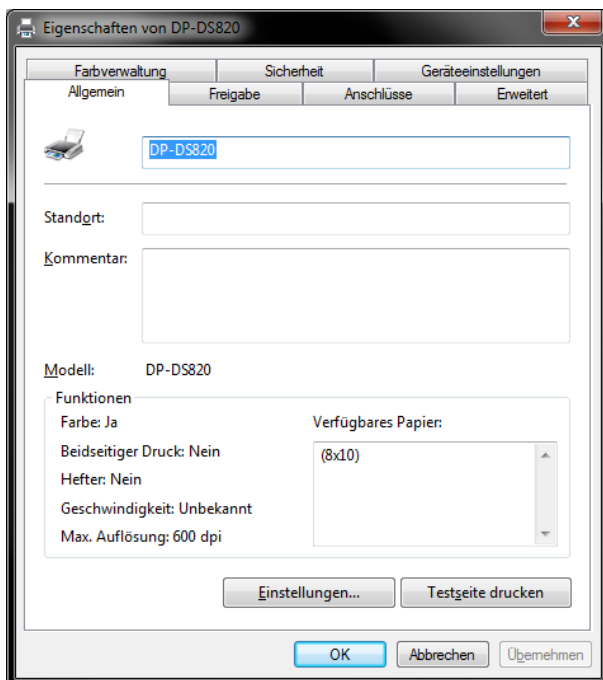 Eigenschaften von DP-DS820
Farbverwaltung Sicherheit Geräteeinstellungen
Allgemein Freigabe Anschlüsse Erweitert
DP-DS820
Standort:
Kommentar:
Modell: DP-DS820
Funktionen
Farbe: Ja Verfügbares Papier:
Beidseitiger Druck: Nein (8x10)
Hefter: Nein
Geschwindigkeit: Unbekannt
Max. Auflösung: 600 dpi
Einstellungen... Testseite drucken
OK Abbrechen Übernehmen